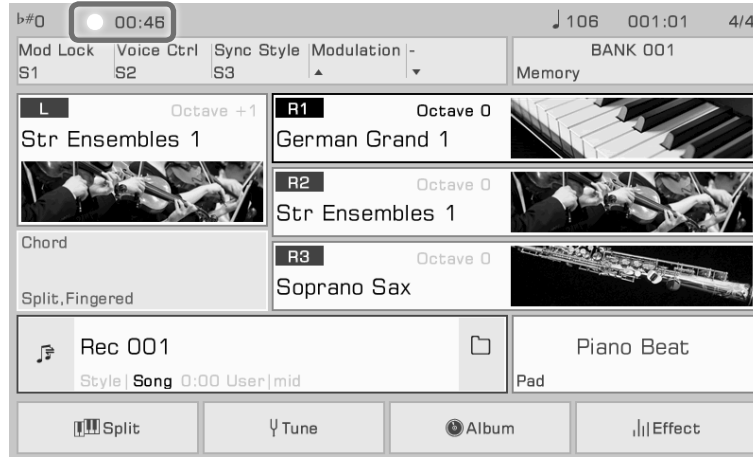 b#0 00:46 ♩106 001:01 4/4
Mod Lock Voice Ctrl Sync Style Modulation - BANK 001
S1 S2 S3 ▲ ▼ Memory
L Octave +1
Str Ensembles 1
R1 Octave 0
German Grand 1
R2 Octave 0
Str Ensembles 1
Chord
Split,Fingered
R3 Octave 0
Soprano Sax
Rec 001
Style|Song 0:00 User|mid
Piano Beat
Pad
Split Tune Album Effect